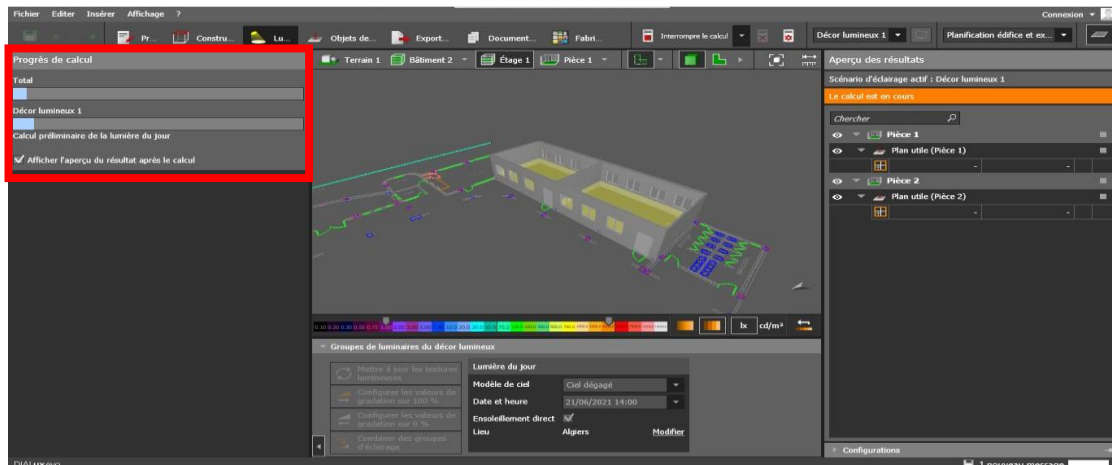 Fichier Editer Insérer Affichage ? Connexion
Pr... Constru... Lu... Objets de... Export... Document... Fabri... Interrompre le calcul Décor lumineux 1 Planification édifice et ex...
Progrès de calcul
Total
Décor lumineux 1
Calcul préliminaire de la lumière du jour
Afficher l'aperçu du résultat après le calcul
Terrain 1 Bâtiment 2 Étage 1 Pièce 1
lx cd/m²
Groupes de luminaires du décor lumineux
Mettre à jour les textures lumineuses
Configurer les valeurs de gradation sur 100 %
Configurer les valeurs de gradation sur 0 %
Combiner des groupes d'éclairage
Lumière du jour
Modèle de ciel Ciel dégagé
Date et heure 21/06/2021 14:00
Ensoleillement direct
Lieu Algiers Modifier
Aperçu des résultats
Scénario d'éclairage actif : Décor lumineux 1
Le calcul est en cours
Chercher
Pièce 1
Plan utile (Pièce 1)
- -
Pièce 2
Plan utile (Pièce 2)
- -
Configurations
DIALux evo 1 nouveau message